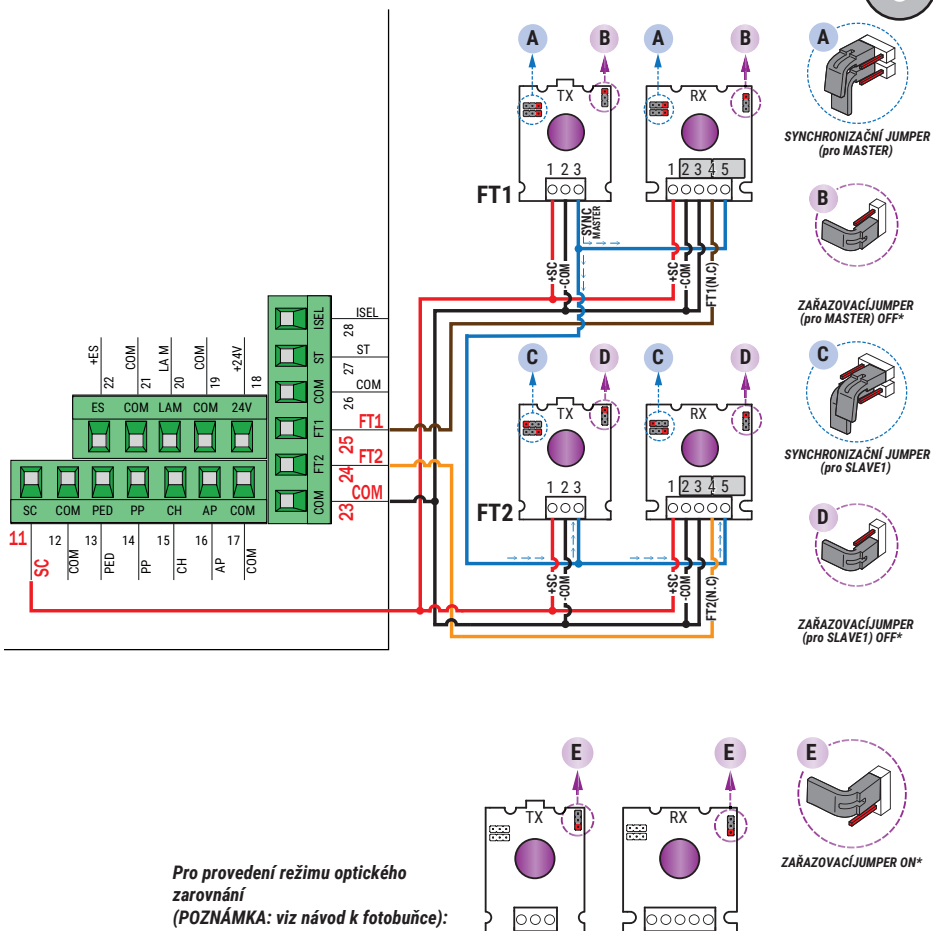 A B A B
TX RX
1 2 3
1 2 3 4 5
FT1
SYNC
MASTER
+SC
-COM
+SC
-COM
FT1(N.C)
A
SYNCHRONIZAČNÍ JUMPER
(pro MASTER)
B
ZAŘAZOVACÍJUMPER
(pro MASTER) OFF*
C D C D
TX RX
1 2 3
1 2 3 4 5
FT2
+SC
-COM
+SC
-COM
FT2(N.C)
C
SYNCHRONIZAČNÍ JUMPER
(pro SLAVE1)
D
ZAŘAZOVACÍJUMPER
(pro SLAVE1) OFF*
ISEL ISEL 28
ST ST 27
COM COM 26
FT1 FT1 25
FT2 FT2 24
COM COM 23
+ES COM LAM COM +24V
22 21 20 19 18
ES COM LAM COM 24V
SC COM PED PP CH AP COM
11 12 13 14 15 16 17
SC COM PED PP CH AP COM
E E
TX RX
E
ZAŘAZOVACÍJUMPER ON*
Pro provedení režimu optického
zarovnání
(POZNÁMKA: viz návod k fotobuňce):